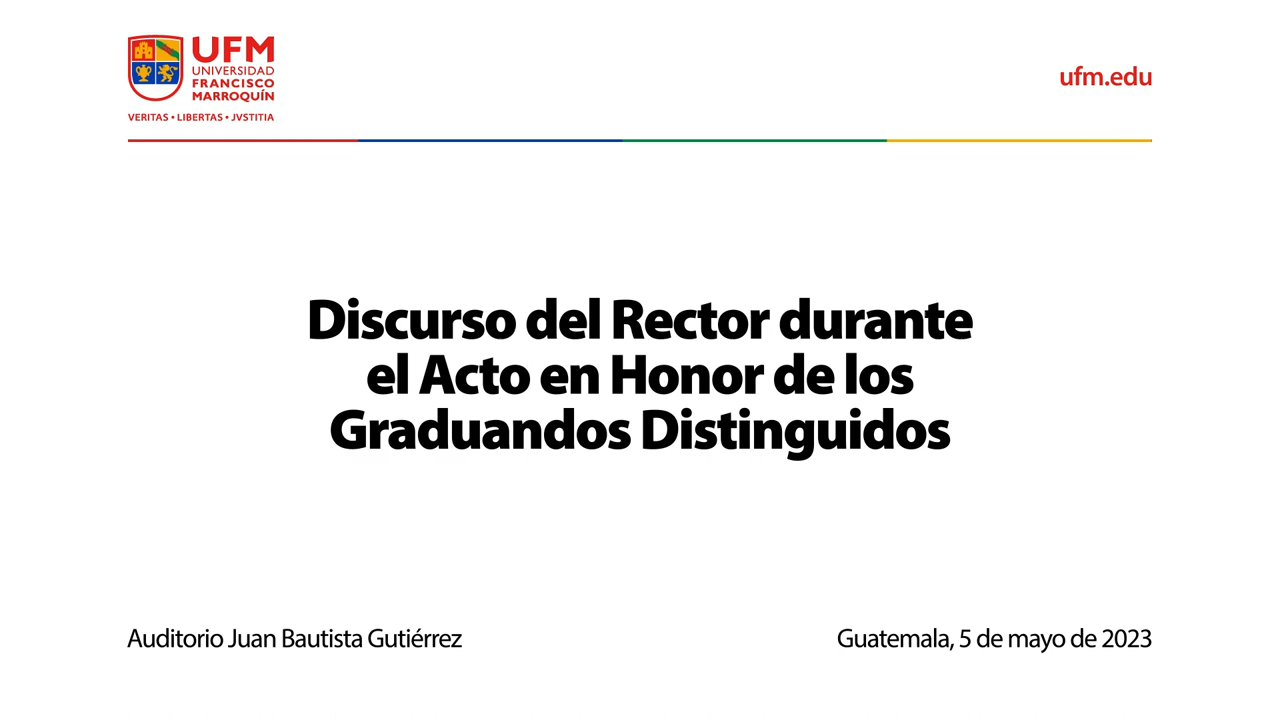 UFM
UNIVERSIDAD
FRANCISCO
MARROQUÍN
VERITAS • LIBERTAS • JVSTITIA
ufm.edu
Discurso del Rector durante
el Acto en Honor de los
Graduandos Distinguidos
Auditorio Juan Bautista Gutiérrez
Guatemala, 5 de mayo de 2023